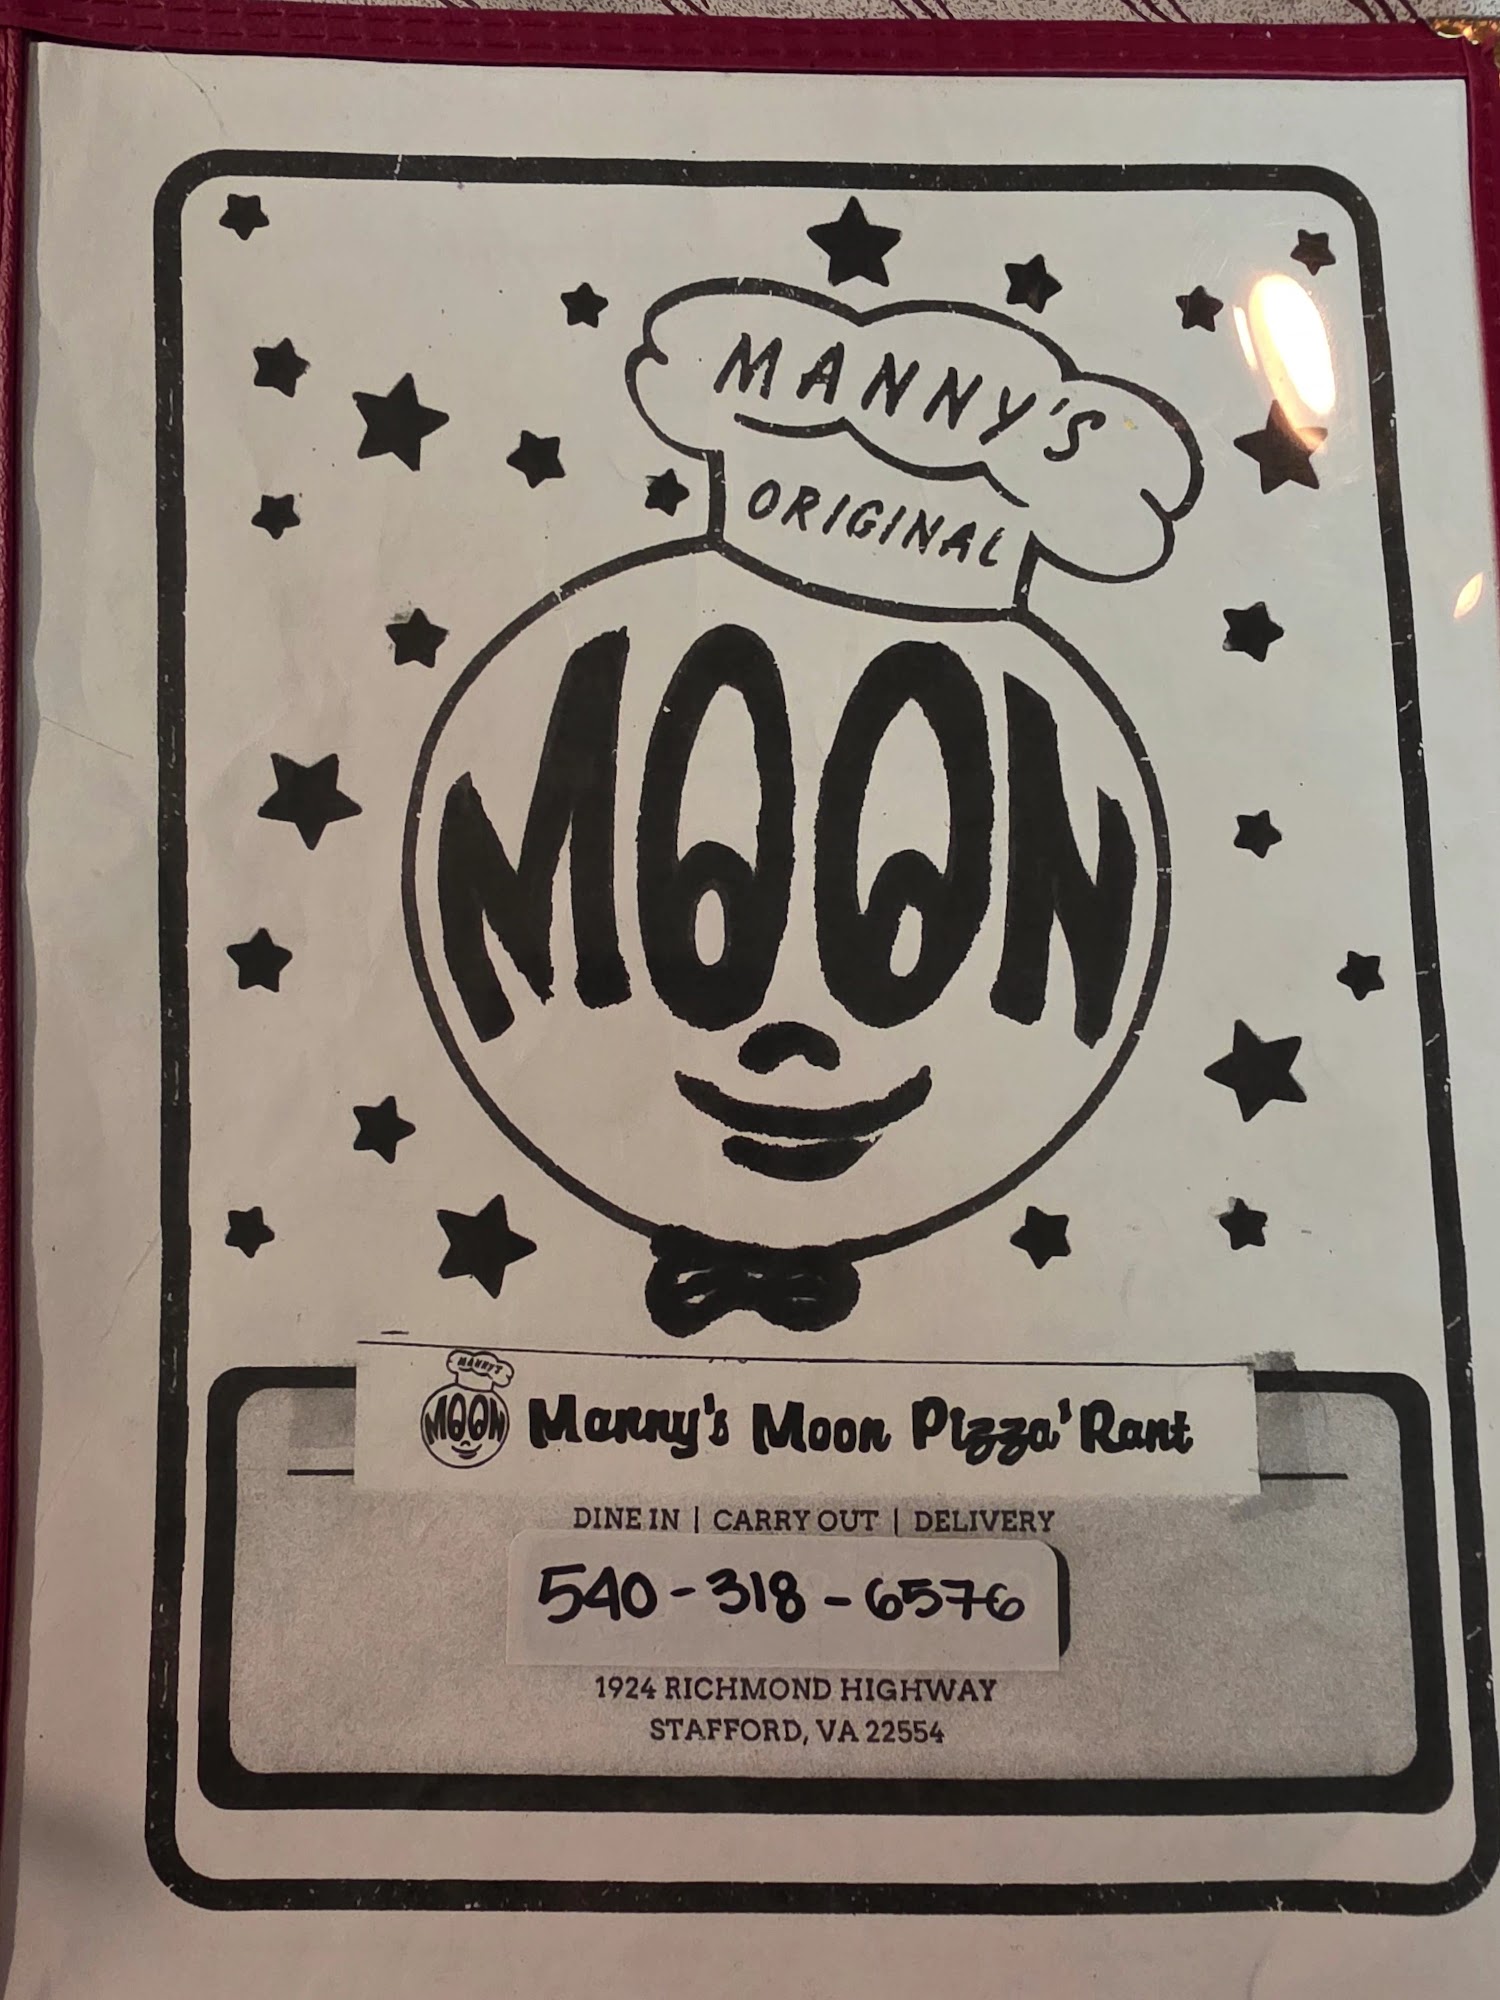 MANNY'S
ORIGINAL
MOON
MANNY'S
MOON
Manny's Moon Pizza'Rant
DINE IN | CARRY OUT | DELIVERY
540-318-6576
1924 RICHMOND HIGHWAY
STAFFORD, VA 22554